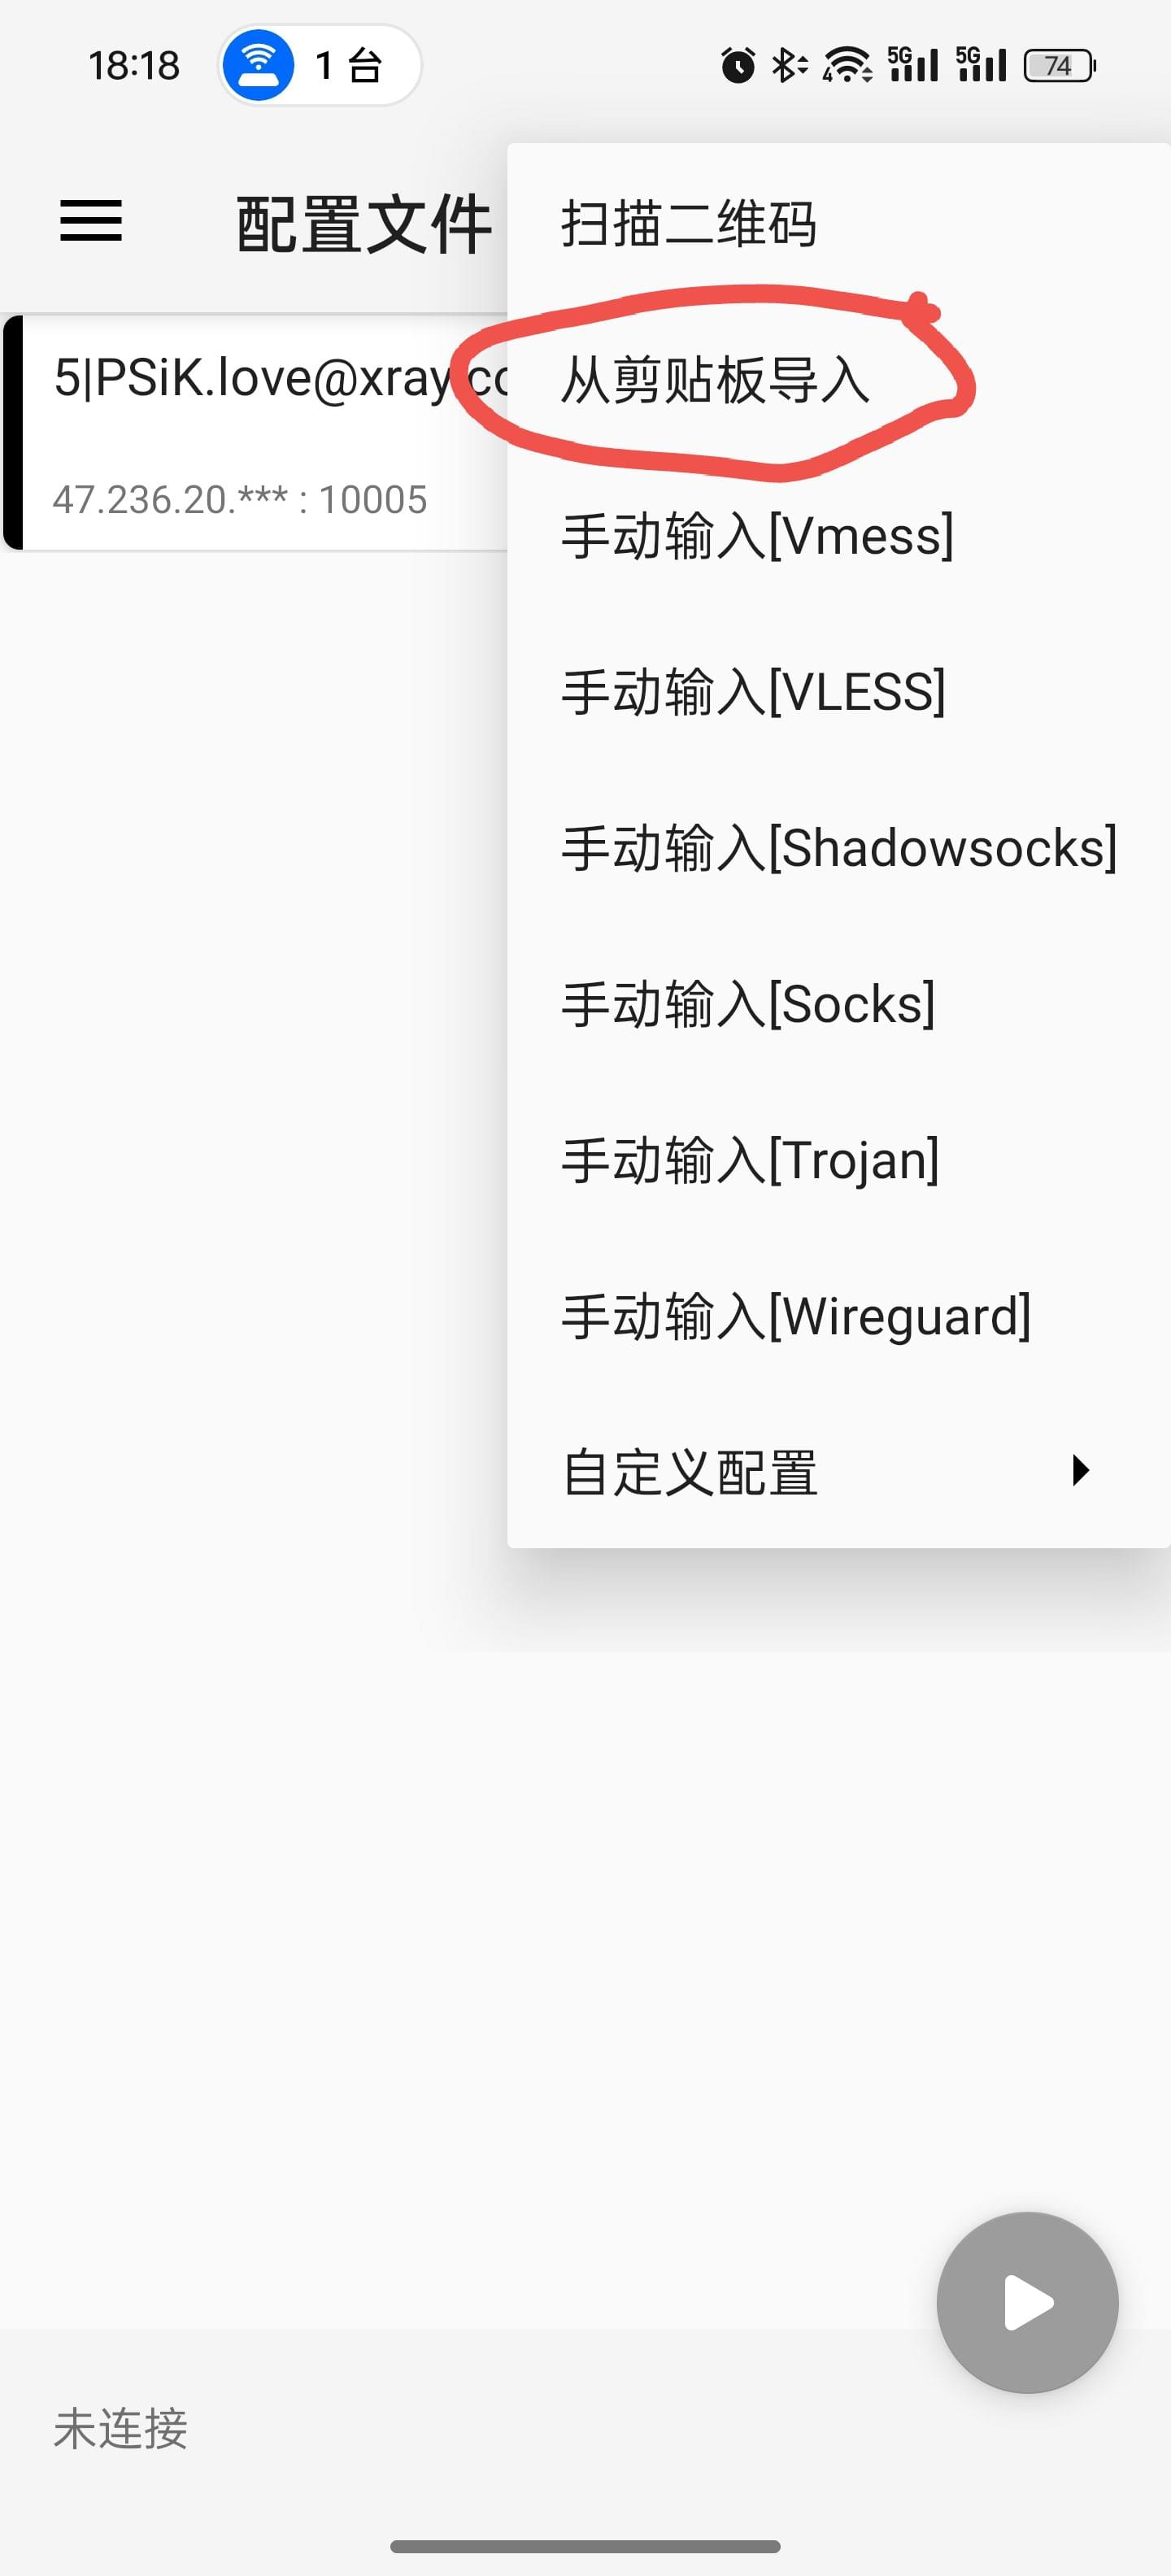 18:18
1 台
4
5G
5G
74
配置文件
扫描二维码
5|PSiK.love@xray.co
从剪贴板导入
47.236.20.*** : 10005
手动输入[Vmess]
手动输入[VLESS]
手动输入[Shadowsocks]
手动输入[Socks]
手动输入[Trojan]
手动输入[Wireguard]
自定义配置
未连接